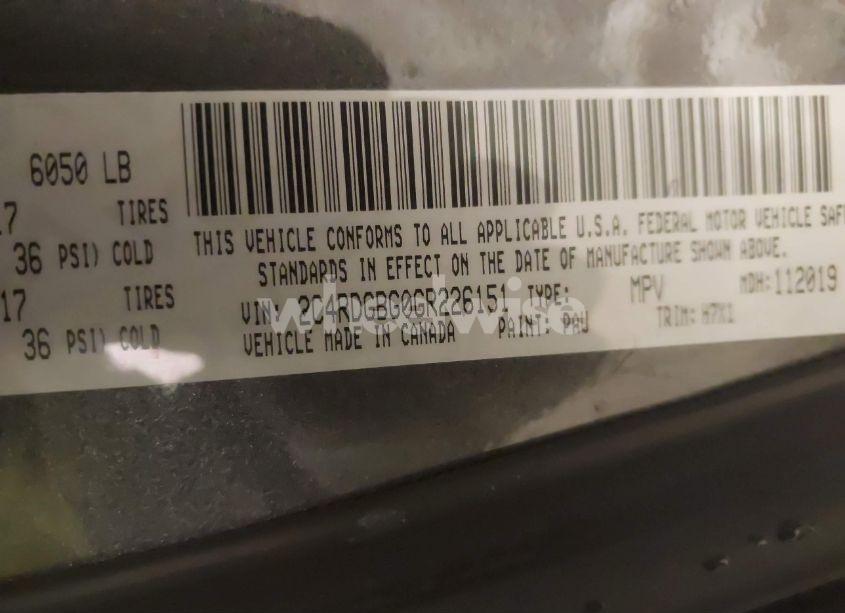 6050 LB
17 TIRES
36 PSI) COLD
17 TIRES
36 PSI) COLD
THIS VEHICLE CONFORMS TO ALL APPLICABLE U.S.A. FEDERAL MOTOR VEHICLE SAF
STANDARDS IN EFFECT ON THE DATE OF MANUFACTURE SHOWN ABOVE.
VIN: 2C4RDGBG0GR226151 TYPE: MPV MDH:112019
VEHICLE MADE IN CANADA PAINT: PAU TRIM: